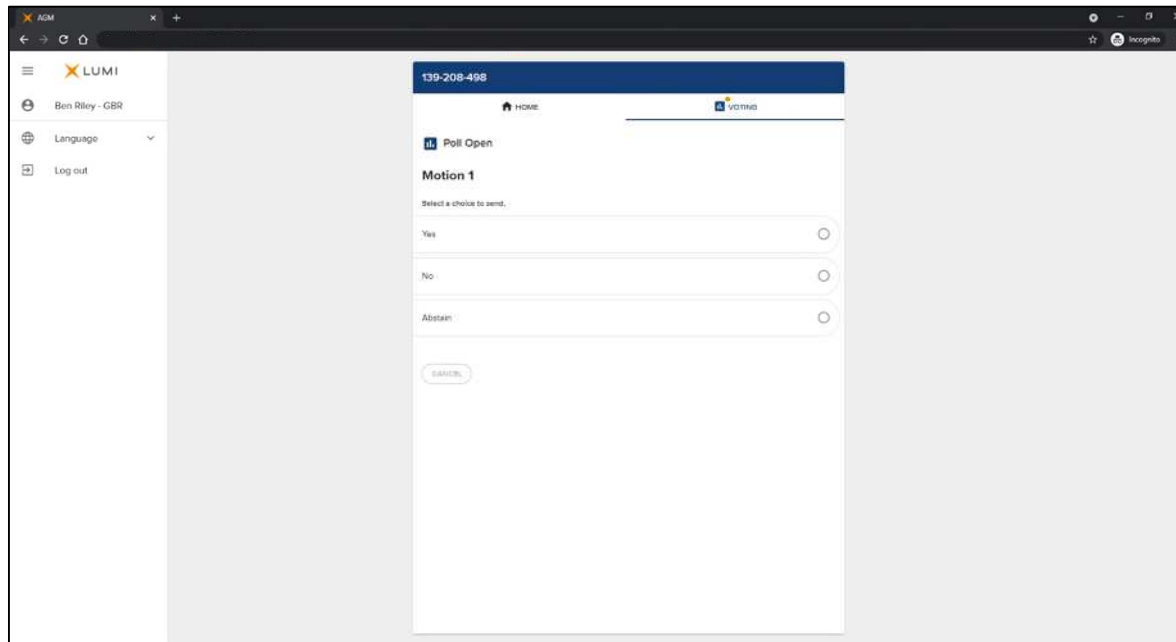 AGM
Incognito
LUMI
Ben Riley - GBR
Language
Log out
139-208-498
HOME
VOTING
Poll Open
Motion 1
Select a choice to send.
Yes
No
Abstain
CANCEL